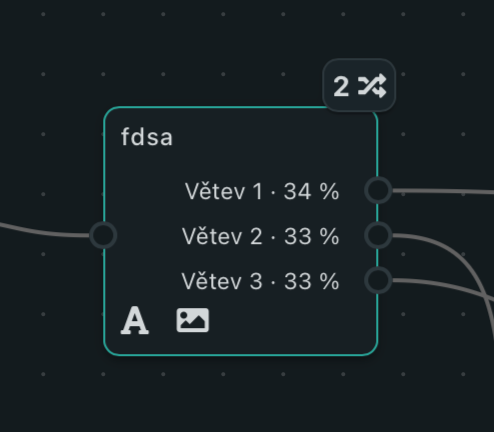 2
fdsa
Větev 1 · 34 %
Větev 2 · 33 %
Větev 3 · 33 %
A